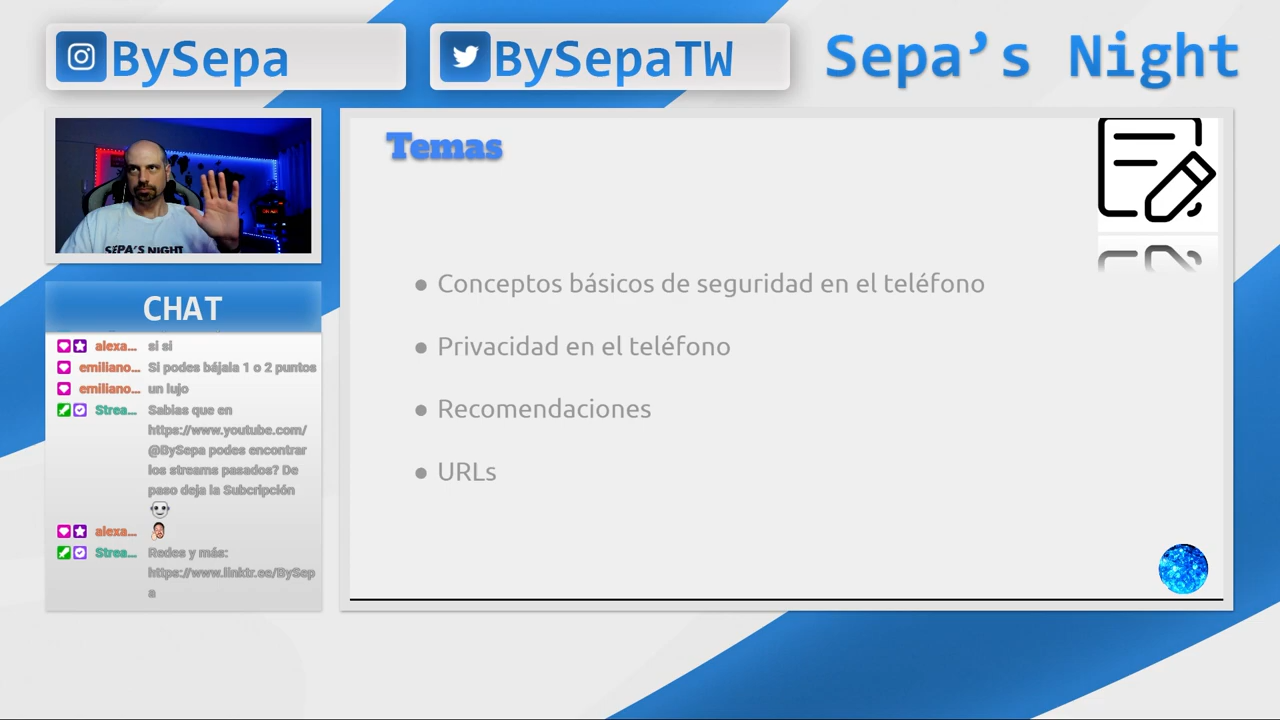 BySepa
BySepaTW
Sepa’s Night
SEPA'S NIGHT
Temas
Conceptos básicos de seguridad en el teléfono
Privacidad en el teléfono
Recomendaciones
URLs
CHAT
alexa... si si
emiliano... Si podes bájala 1 o 2 puntos
emiliano... un lujo
Strea... Sabias que en
https://www.youtube.com/
@BySepa podes encontrar
los streams pasados? De
paso deja la Subcripción
alexa...
Strea... Redes y más:
https://www.linktr.ee/BySep
a